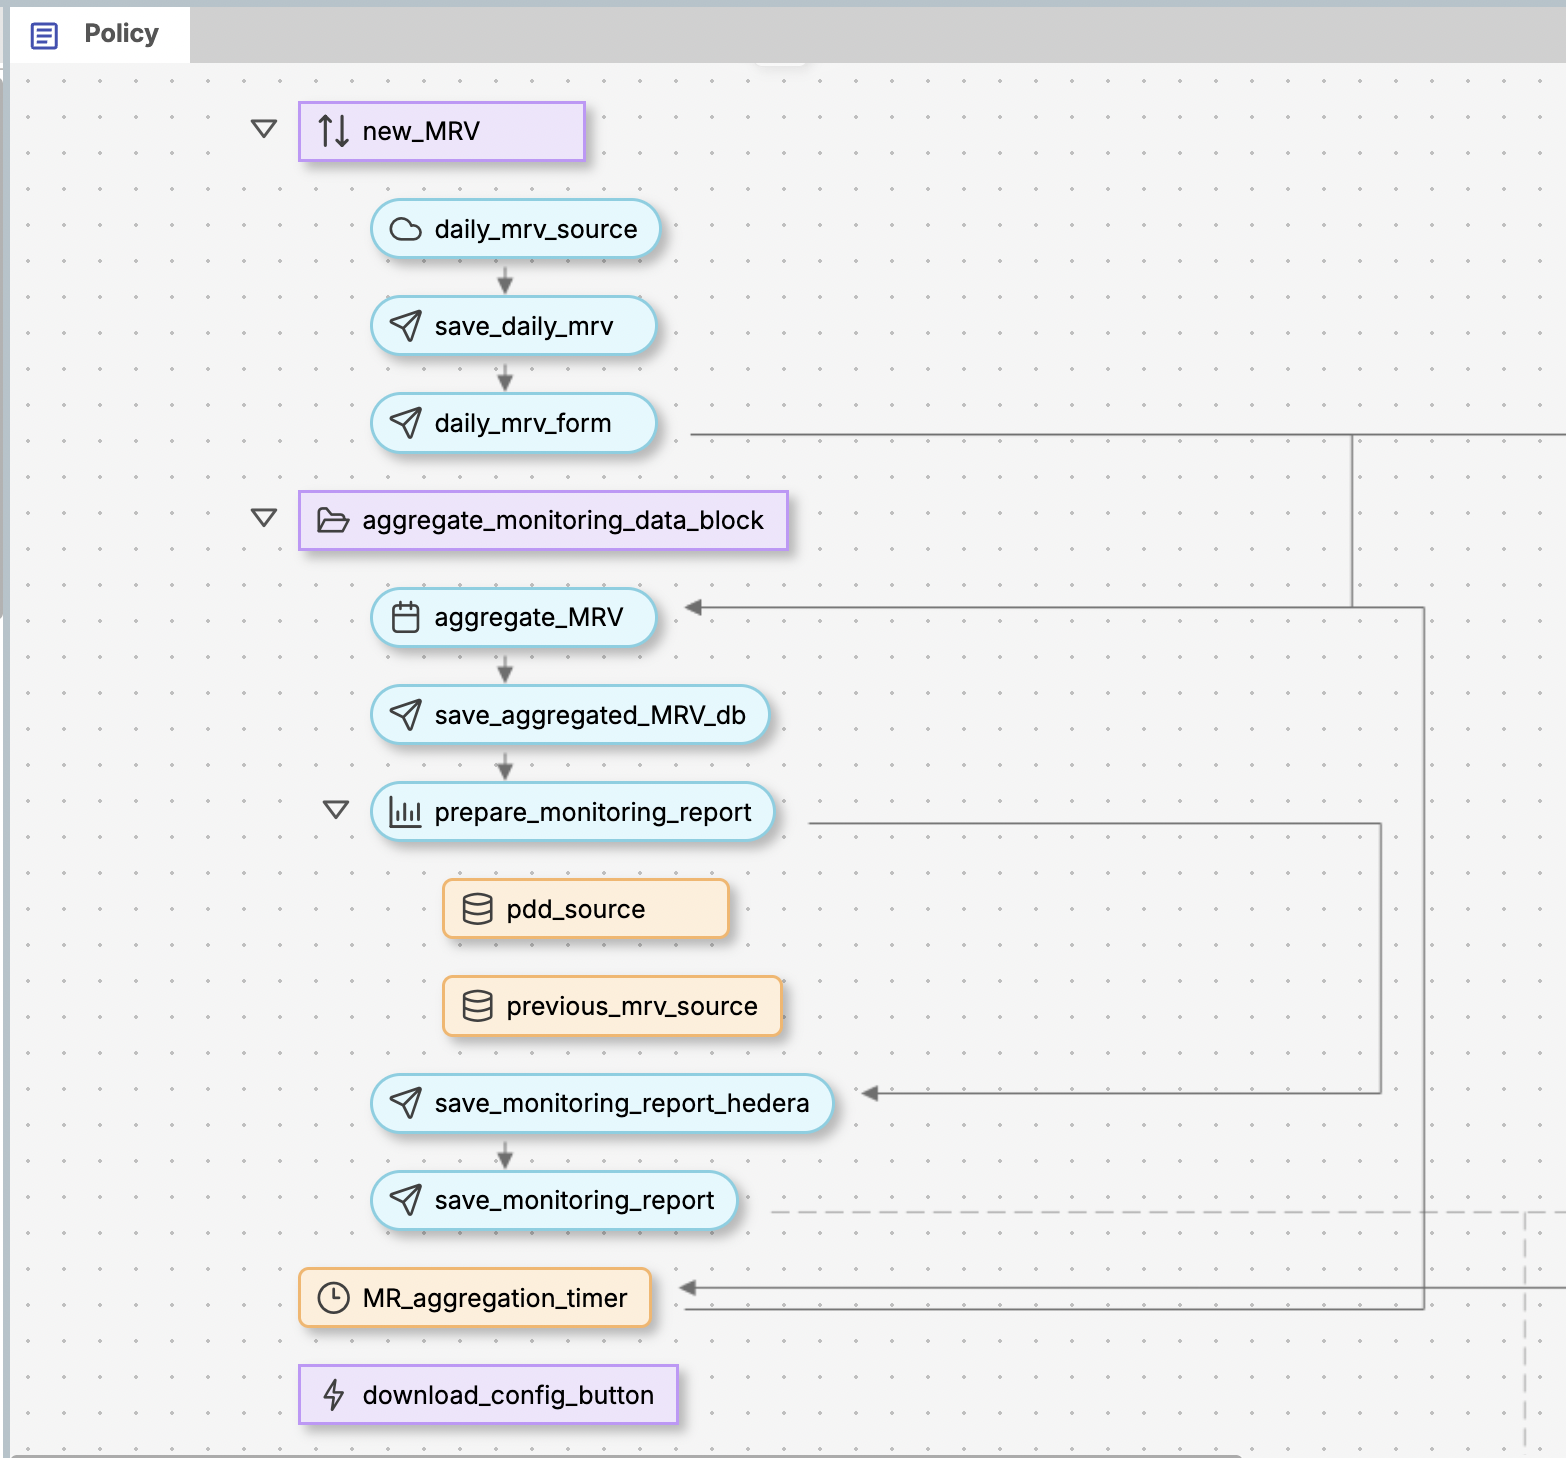 Policy
new_MRV
daily_mrv_source
save_daily_mrv
daily_mrv_form
aggregate_monitoring_data_block
aggregate_MRV
save_aggregated_MRV_db
prepare_monitoring_report
pdd_source
previous_mrv_source
save_monitoring_report_hedera
save_monitoring_report
MR_aggregation_timer
download_config_button